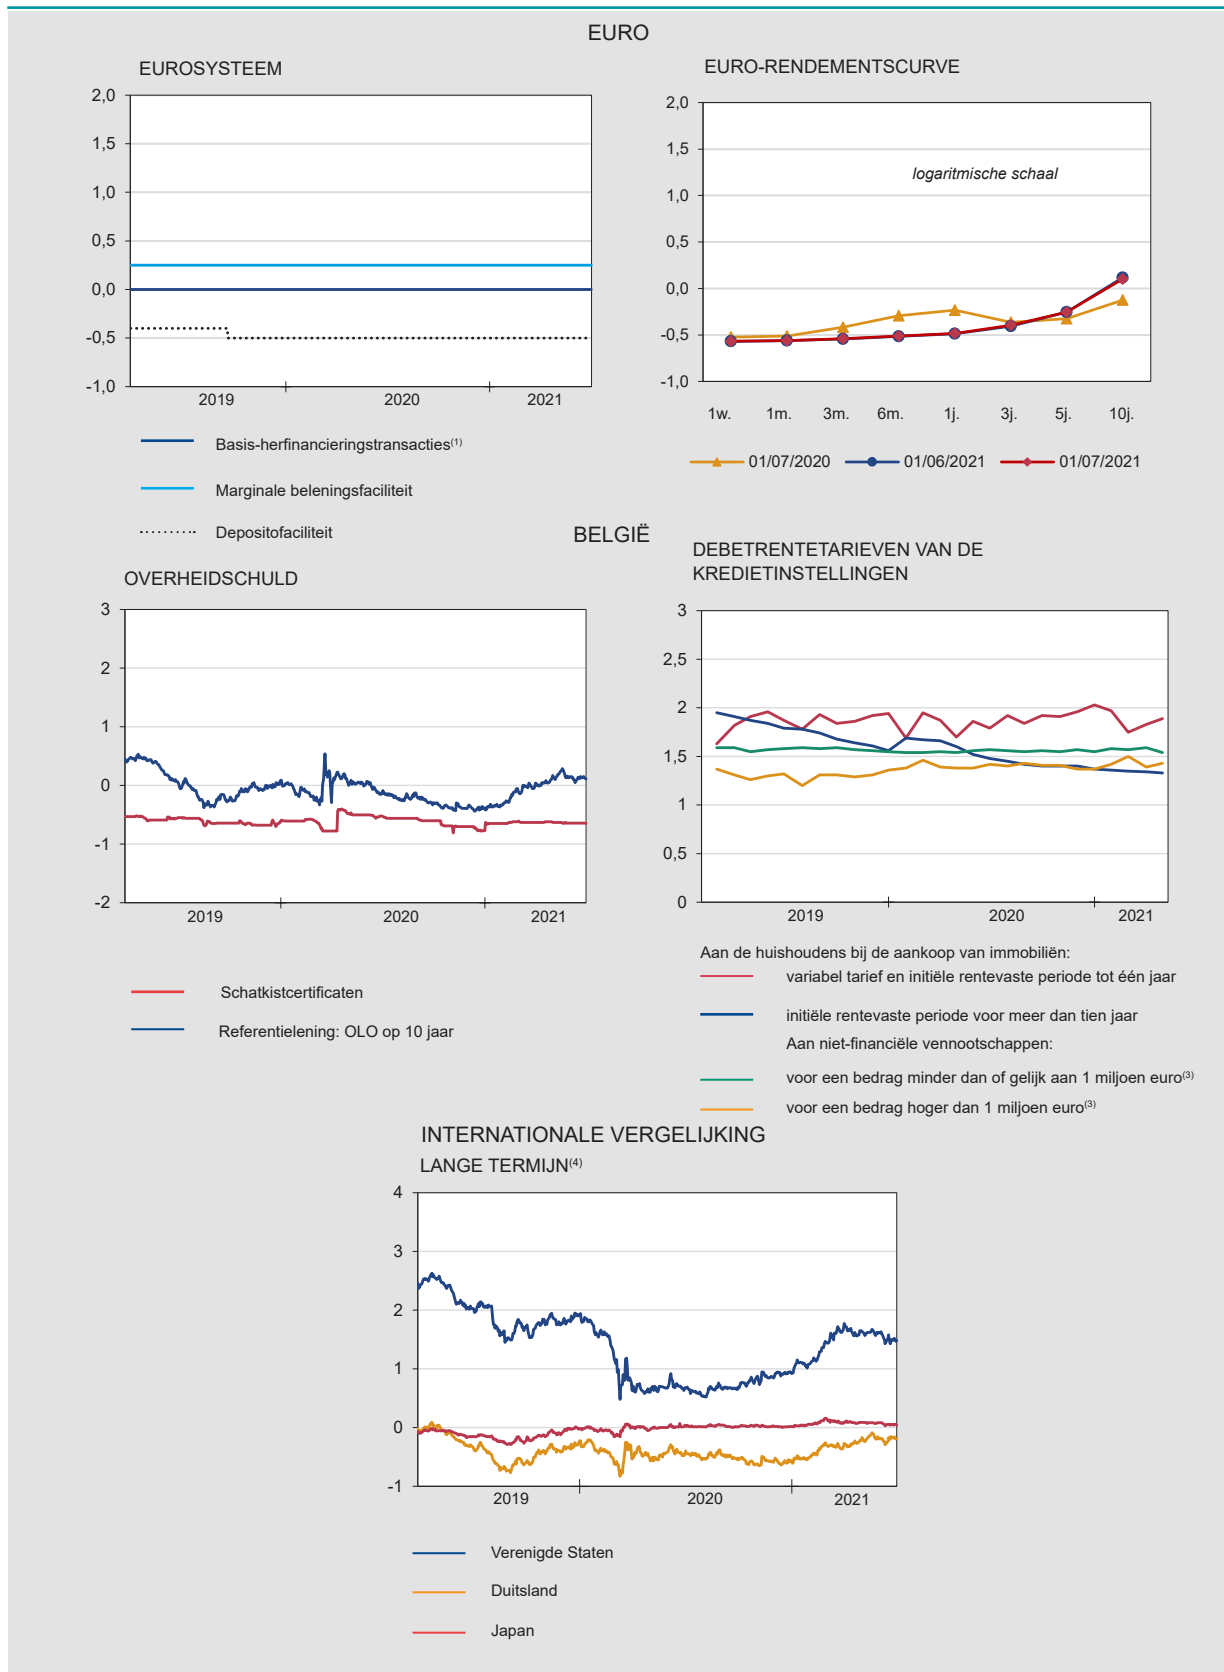 EURO
EUROSYSTEEM
2,0
1,5
1,0
0,5
0,0
-0,5
-1,0
2019 2020 2021
Basis-herfinancieringstransacties(1)
Marginale beleningsfaciliteit
Depositofaciliteit
EURO-RENDEMENTSCURVE
2,0
1,5
1,0
0,5
0,0
-0,5
-1,0
logaritmische schaal
1w. 1m. 3m. 6m. 1j. 3j. 5j. 10j.
01/07/2020 01/06/2021 01/07/2021
BELGIË
OVERHEIDSCHULD
3
2
1
0
-1
-2
2019 2020 2021
Schatkistcertificaten
Referentielening: OLO op 10 jaar
DEBETRENTETARIEVEN VAN DE
KREDIETINSTELLINGEN
3
2,5
2
1,5
1
0,5
0
2019 2020 2021
Aan de huishoudens bij de aankoop van immobiliën:
variabel tarief en initiële rentevaste periode tot één jaar
initiële rentevaste periode voor meer dan tien jaar
Aan niet-financiële vennootschappen:
voor een bedrag minder dan of gelijk aan 1 miljoen euro(3)
voor een bedrag hoger dan 1 miljoen euro(3)
INTERNATIONALE VERGELIJKING
LANGE TERMIJN(4)
4
3
2
1
0
-1
2019 2020 2021
Verenigde Staten
Duitsland
Japan